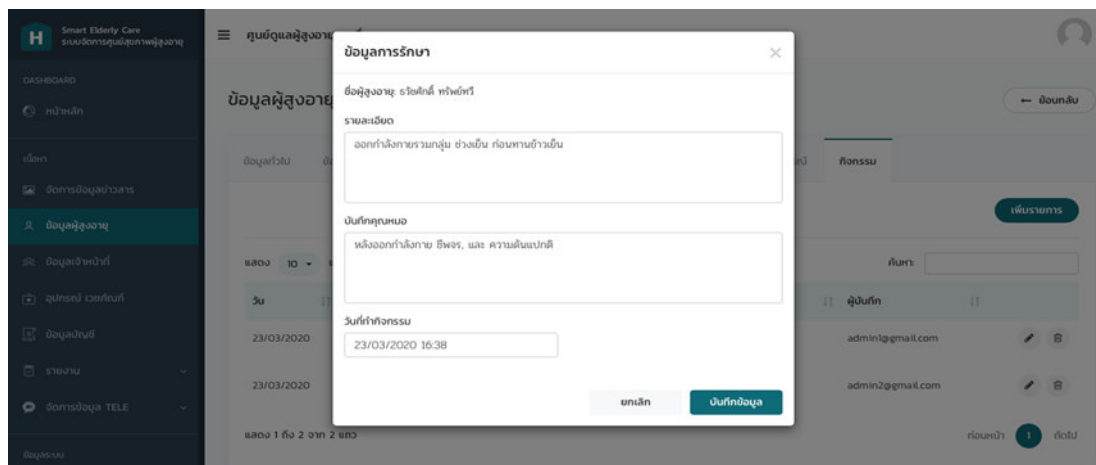 H
Smart Elderly Care
ระบบจัดการศูนย์สุขภาพผู้สูงอายุ
DASHBOARD
หน้าหลัก
เนื้อหา
จัดการข้อมูลข่าวสาร
ข้อมูลผู้สูงอายุ
ข้อมูลเจ้าหน้าที่
อุปกรณ์ เวชภัณฑ์
ข้อมูลบัญชี
รายงาน
จัดการข้อมูล TELE
ข้อมูลระบบ
ศูนย์ดูแลผู้สูงอายุ
ข้อมูลผู้สูงอายุ
ย้อนกลับ
ข้อมูลทั่วไป
กิจกรรม
เพิ่มรายการ
แสดง 10
ค้นหา:
วัน
ผู้บันทึก
23/03/2020
admin1@gmail.com
23/03/2020
admin2@gmail.com
แสดง 1 ถึง 2 จาก 2 แถว
ก่อนหน้า 1 ถัดไป
ข้อมูลการรักษา
ชื่อผู้สูงอายุ: ธวัชศักดิ์ ทรัพย์ทวี
รายละเอียด
ออกกำลังกายรวมกลุ่ม ช่วงเย็น ก่อนทานข้าวเย็น
บันทึกคุณหมอ
หลังออกกำลังกาย ชีพจร, และ ความดันแปกติ
วันที่ทำกิจกรรม
23/03/2020 16:38
ยกเลิก
บันทึกข้อมูล